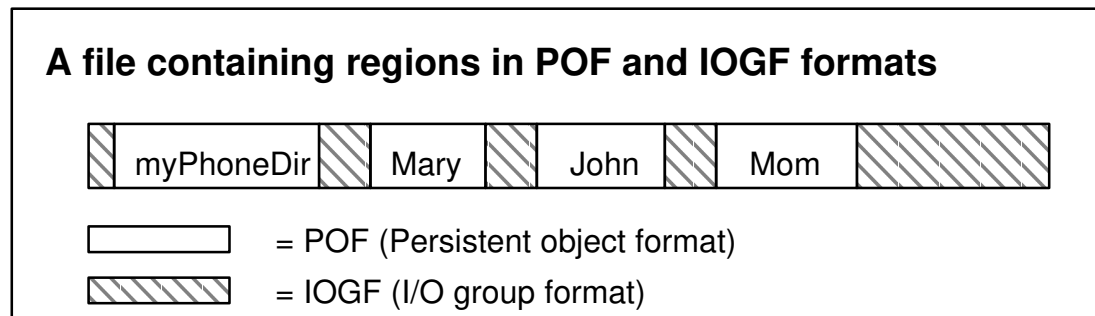 A file containing regions in POF and IOGF formats
myPhoneDir Mary John Mom
= POF (Persistent object format)
= IOGF (I/O group format)